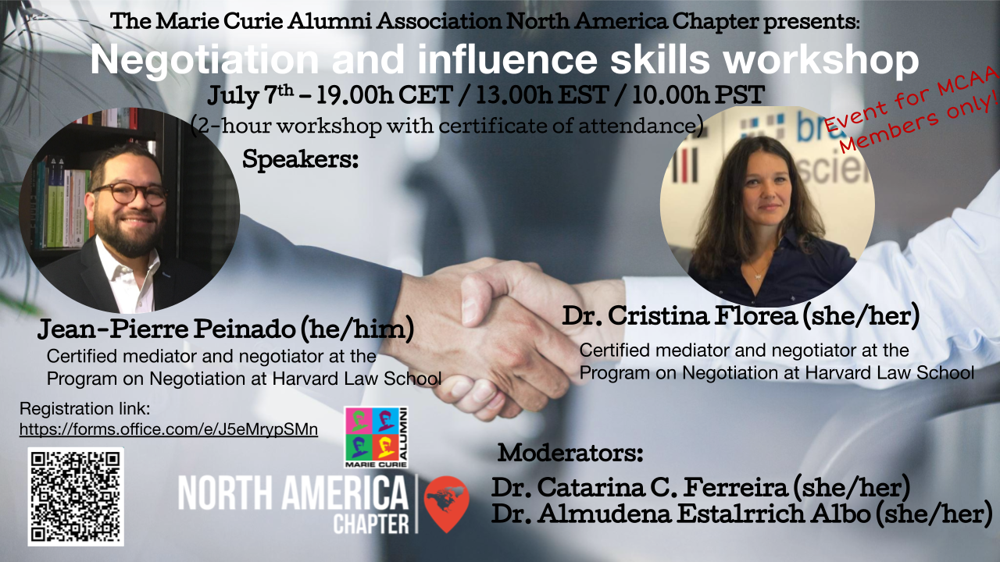 The Marie Curie Alumni Association North America Chapter presents:
Negotiation and influence skills workshop
July 7th – 19.00h CET / 13.00h EST / 10.00h PST
(2-hour workshop with certificate of attendance)
Event for MCAA
Members only!
Speakers:
bra
scien
Jean-Pierre Peinado (he/him)
Certified mediator and negotiator at the
Program on Negotiation at Harvard Law School
Dr. Cristina Florea (she/her)
Certified mediator and negotiator at the
Program on Negotiation at Harvard Law School
Registration link:
https://forms.office.com/e/J5eMrypSMn
MARIE CURIE
ALUMNI
NORTH AMERICA
CHAPTER
Moderators:
Dr. Catarina C. Ferreira (she/her)
Dr. Almudena Estalrrich Albo (she/her)